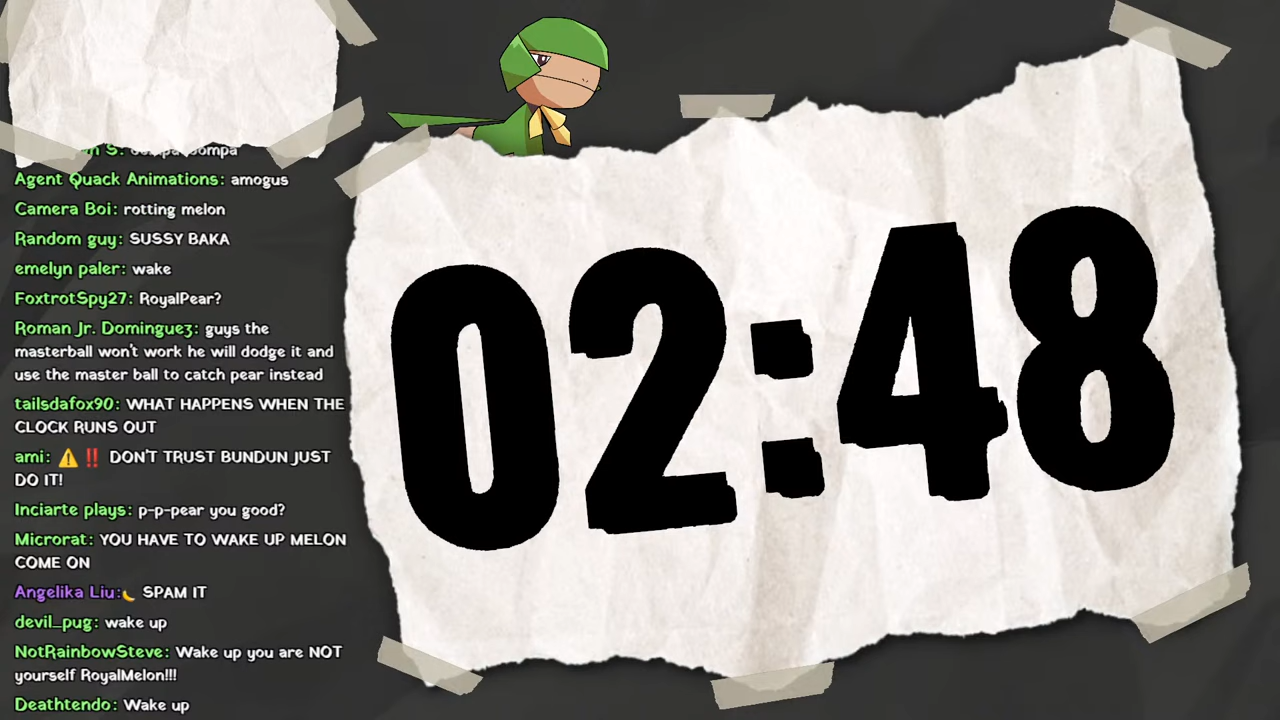 Agent Quack Animations: amogus
Camera Boi: rotting melon
Random guy: SUSSY BAKA
emelyn paler: wake
FoxtrotSpy27: RoyalPear?
Roman Jr. Dominguez: guys the
masterball won't work he will dodge it and
use the master ball to catch pear instead
tailsdafox90: WHAT HAPPENS WHEN THE
CLOCK RUNS OUT
ami: ⚠️ ‼️ DON'T TRUST BUNDUN JUST
DO IT!
Inciarte plays: p-p-pear you good?
Microrat: YOU HAVE TO WAKE UP MELON
COME ON
Angelika Liu:🍌 SPAM IT
devil_pug: wake up
NotRainbowSteve: Wake up you are NOT
yourself RoyalMelon!!!
Deathtendo: Wake up
02:48